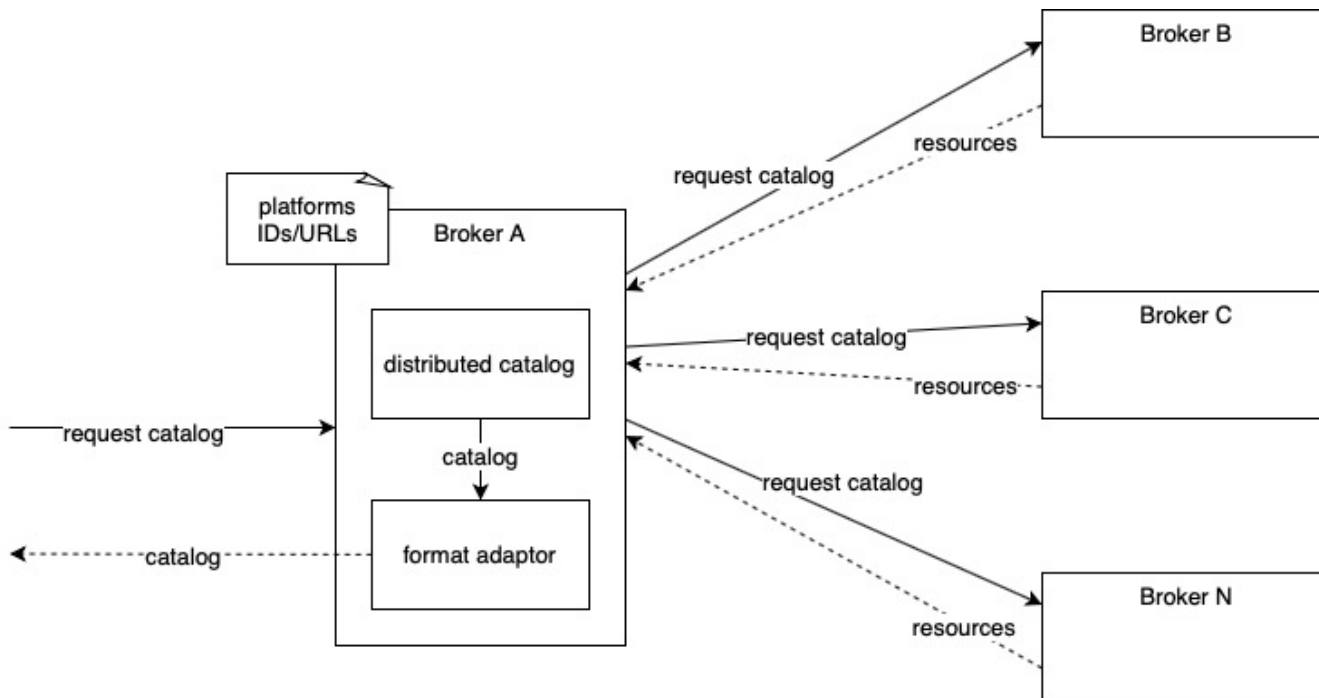 Broker B
resources
request catalog
platforms
IDs/URLs
Broker A
Broker C
request catalog
distributed catalog
resources
request catalog
catalog
request catalog
catalog
format adaptor
Broker N
resources